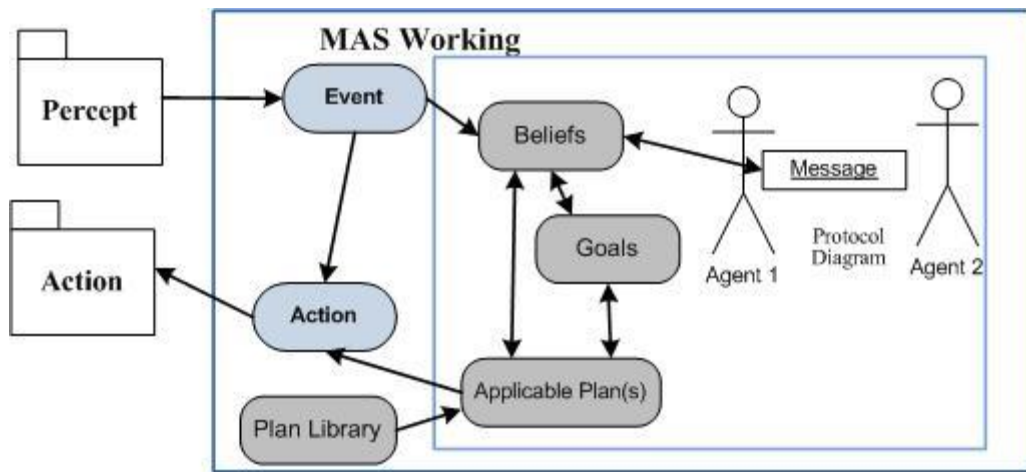 MAS Working
Percept
Event
Beliefs
Message
Goals
Protocol
Diagram
Agent 1
Agent 2
Action
Action
Applicable Plan(s)
Plan Library